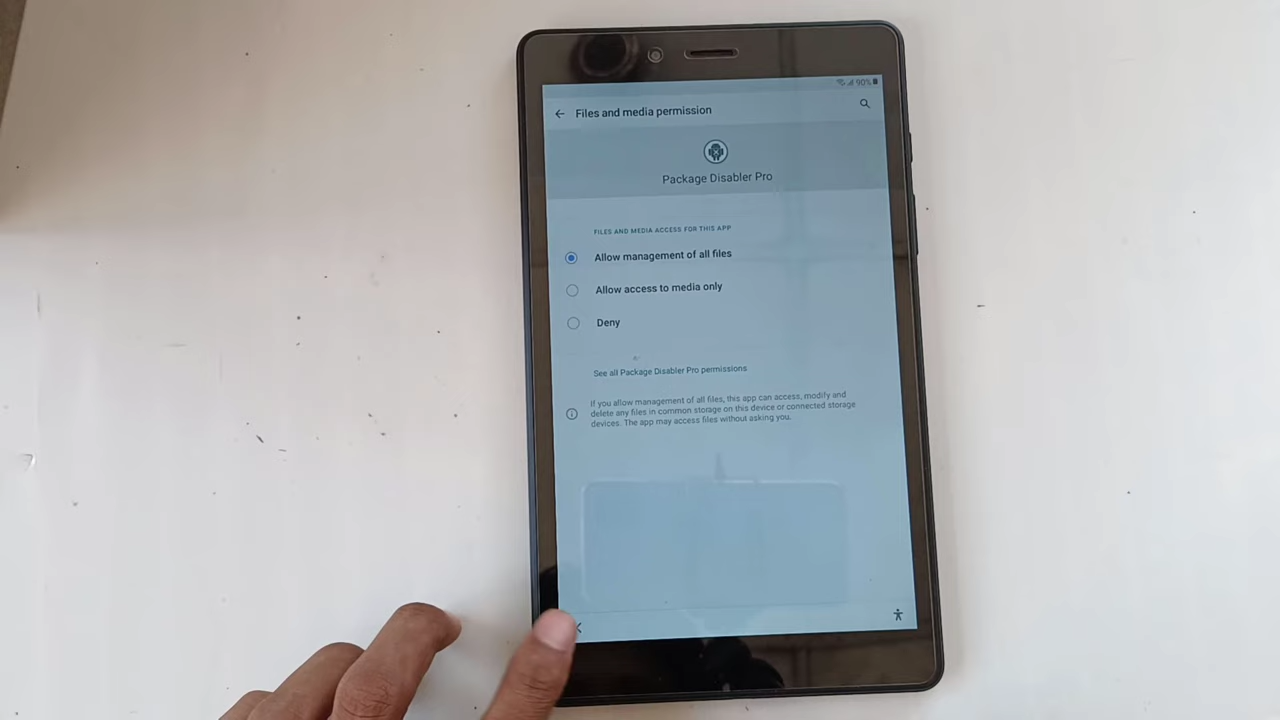 90%
Files and media permission
Package Disabler Pro
FILES AND MEDIA ACCESS FOR THIS APP
Allow management of all files
Allow access to media only
Deny
See all Package Disabler Pro permissions
If you allow management of all files, this app can access, modify and
delete any files in common storage on this device or connected storage
devices. The app may access files without asking you.